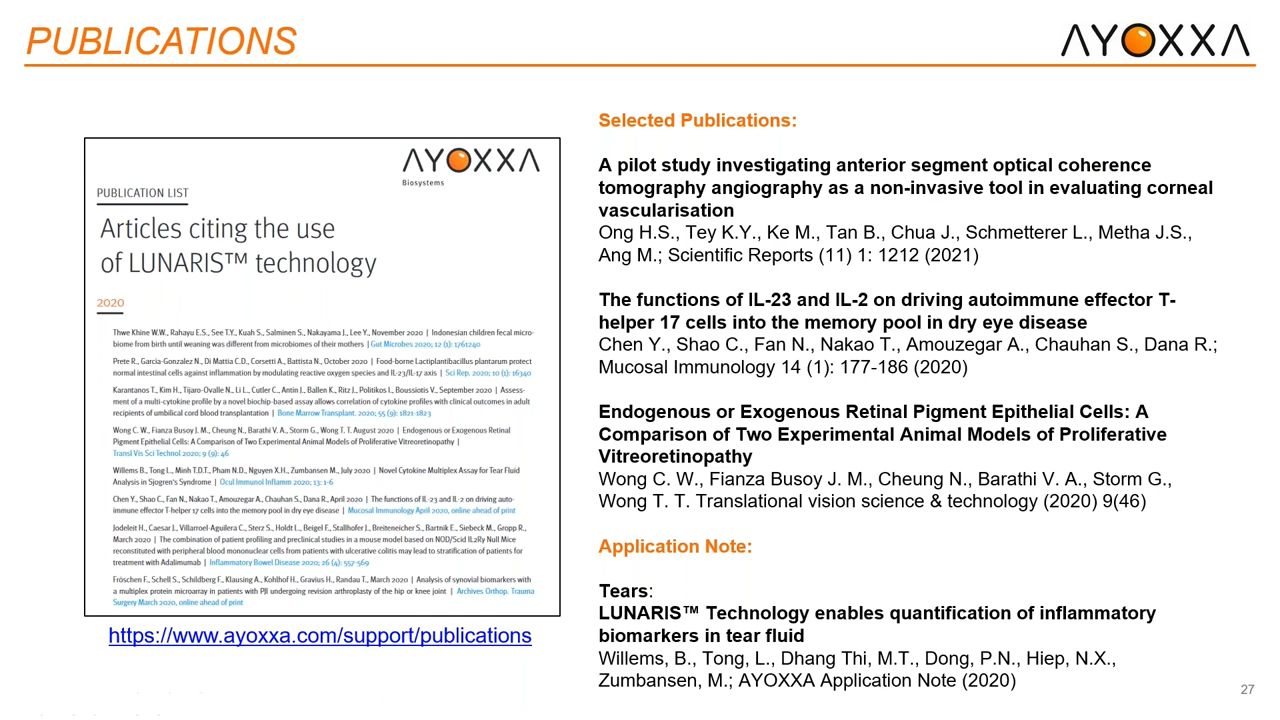 PUBLICATIONS
AYOXXA
AYOXXA
Biosystems
PUBLICATION LIST
Articles citing the use
of LUNARIS™ technology
2020
Thwe Khine W.W., Rahayu E.S., See T.Y., Kuah S., Salminen S., Nakayama J., Lee Y., November 2020 | Indonesian children fecal micro-
biome from birth until weaning was different from microbiomes of their mothers | Gut Microbes 2020; 12 (1): 1761240
Prete R., Garcia-Gonzalez N., Di Mattia C.D., Corsetti A., Battista N., October 2020 | Food-borne Lactiplantibacillus plantarum protect
normal intestinal cells against inflammation by modulating reactive oxygen species and IL-23/IL-17 axis | Sci Rep. 2020; 10 (1): 16340
Karantanos T., Kim H., Tijaro-Ovalle N., Li L., Cutler C., Antin J., Ballen K., Ritz J., Politikos I., Boussiotis V., September 2020 | Assess-
ment of a multi-cytokine profile by a novel biochip-based assay allows correlation of cytokine profiles with clinical outcomes in adult
recipients of umbilical cord blood transplantation | Bone Marrow Transplant. 2020; 55 (9): 1821-1823
Wong C. W., Fianza Busoy J. M., Cheung N., Barathi V. A., Storm G., Wong T. T. August 2020 | Endogenous or Exogenous Retinal
Pigment Epithelial Cells: A Comparison of Two Experimental Animal Models of Proliferative Vitreoretinopathy |
Transl Vis Sci Technol 2020; 9 (9): 46
Willems B., Tong L., Minh T.D.T., Pham N.D., Nguyen X.H., Zumbansen M., July 2020 | Novel Cytokine Multiplex Assay for Tear Fluid
Analysis in Sjogren's Syndrome | Ocul Immunol Inflamm 2020; 13: 1-6
Chen Y., Shao C., Fan N., Nakao T., Amouzegar A., Chauhan S., Dana R., April 2020 | The functions of IL-23 and IL-2 on driving auto-
immune effector T-helper 17 cells into the memory pool in dry eye disease | Mucosal Immunology April 2020, online ahead of print
Jodeleit H., Caesar J., Villarroel-Aguilera C., Sterz S., Holdt L., Beigel F., Stallhofer J., Breiteneicher S., Bartnik E., Siebeck M., Gropp R.,
March 2020 | The combination of patient profiling and preclinical studies in a mouse model based on NOD/Scid IL2Rγ Null Mice
reconstituted with peripheral blood mononuclear cells from patients with ulcerative colitis may lead to stratification of patients for
treatment with Adalimumab | Inflammatory Bowel Disease 2020; 26 (4): 557-569
Fröschen F., Schell S., Schildberg F., Klausing A., Kohlhof H., Gravius H., Randau T., March 2020 | Analysis of synovial biomarkers with
a multiplex protein microarray in patients with PJI undergoing revision arthroplasty of the hip or knee joint | Archives Orthop. Trauma
Surgery March 2020, online ahead of print
https://www.ayoxxa.com/support/publications
Selected Publications:
A pilot study investigating anterior segment optical coherence
tomography angiography as a non-invasive tool in evaluating corneal
vascularisation
Ong H.S., Tey K.Y., Ke M., Tan B., Chua J., Schmetterer L., Metha J.S.,
Ang M.; Scientific Reports (11) 1: 1212 (2021)
The functions of IL-23 and IL-2 on driving autoimmune effector T-
helper 17 cells into the memory pool in dry eye disease
Chen Y., Shao C., Fan N., Nakao T., Amouzegar A., Chauhan S., Dana R.;
Mucosal Immunology 14 (1): 177-186 (2020)
Endogenous or Exogenous Retinal Pigment Epithelial Cells: A
Comparison of Two Experimental Animal Models of Proliferative
Vitreoretinopathy
Wong C. W., Fianza Busoy J. M., Cheung N., Barathi V. A., Storm G.,
Wong T. T. Translational vision science & technology (2020) 9(46)
Application Note:
Tears:
LUNARIS™ Technology enables quantification of inflammatory
biomarkers in tear fluid
Willems, B., Tong, L., Dhang Thi, M.T., Dong, P.N., Hiep, N.X.,
Zumbansen, M.; AYOXXA Application Note (2020)
27